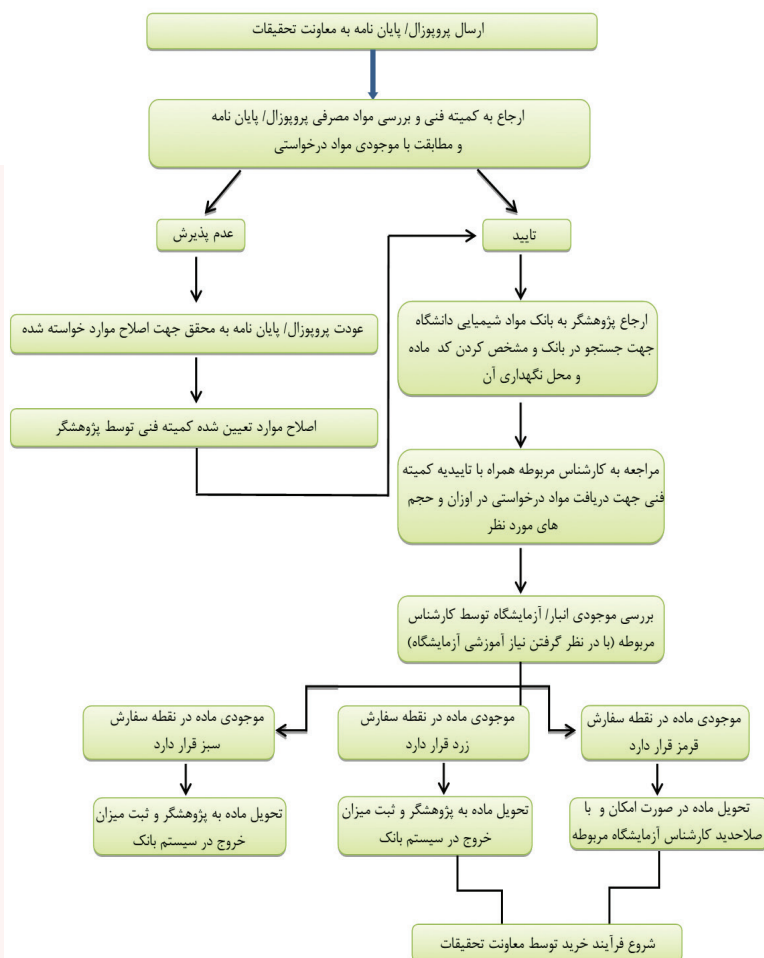 ارسال پروپوزال/ پایان نامه به معاونت تحقیقات
ارجاع به کمیته فنی و بررسی مواد مصرفی پروپوزال/ پایان نامه
و مطابقت با موجودی مواد درخواستی
تایید
عدم پذیرش
ارجاع پژوهشگر به بانک مواد شیمیایی دانشگاه
جهت جستجو در بانک و مشخص کردن کد ماده
و محل نگهداری آن
عودت پروپوزال/ پایان نامه به محقق جهت اصلاح موارد خواسته شده
اصلاح موارد تعیین شده کمیته فنی توسط پژوهشگر
مراجعه به کارشناس مربوطه همراه با تاییدیه کمیته
فنی جهت دریافت مواد درخواستی در اوزان و حجم
های مورد نظر
بررسی موجودی انبار/ آزمایشگاه توسط کارشناس
مربوطه (با در نظر گرفتن نیاز آموزشی آزمایشگاه)
موجودی ماده در نقطه سفارش
قرمز قرار دارد
موجودی ماده در نقطه سفارش
زرد قرار دارد
موجودی ماده در نقطه سفارش
سبز قرار دارد
تحویل ماده در صورت امکان و با
صلاحدید کارشناس آزمایشگاه مربوطه
تحویل ماده به پژوهشگر و ثبت میزان
خروج در سیستم بانک
تحویل ماده به پژوهشگر و ثبت میزان
خروج در سیستم بانک
شروع فرآیند خرید توسط معاونت تحقیقات